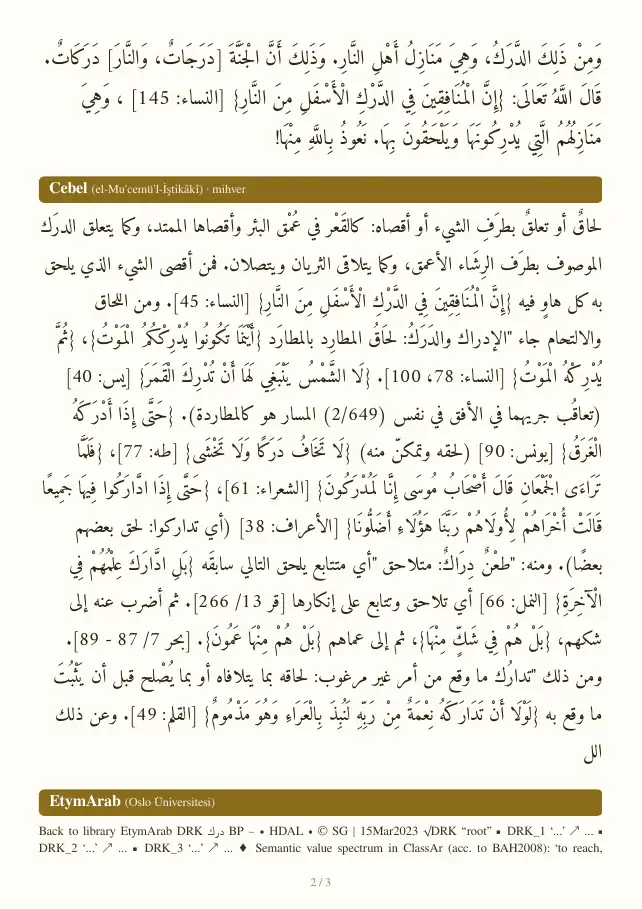 وَمِنْ ذَلِكَ الدَّرَكُ، وَهِيَ مَنَازِلُ أَهْلِ النَّارِ. وَذَلِكَ أَنَّ الْجَنَّةَ [دَرَجَاتٌ، وَالنَّارَ] دَرَكَاتٌ.
قَالَ اللَّهُ تَعَالَى: {إِنَّ الْمُنَافِقِينَ فِي الدَّرْكِ الْأَسْفَلِ مِنَ النَّارِ} [النساء: 145] ، وَهِيَ
مَنَازِلُهُمُ الَّتِي يُدْرِكُونَهَا وَيَلْحَقُونَ بِهَا. نَعُوذُ بِاللَّهِ مِنْهَا!
Cebel (el-Mu'cemü'l-İştikâkî) · mihver
لحاقٌ أو تعلقٌ بطرَفِ الشيء أو أقصاه: كالقَعْر في عُمْق البئر وأقصاها الممتد، وكما يتعلق الدرَك
الموصوف بطرَف الرِشَاء الأعمق، وكما يتلاقى الثريان ويتصلان. فمن أقصى الشيء الذي يلحق
به كل هاوٍ فيه {إِنَّ الْمُنَافِقِينَ فِي الدَّرْكِ الْأَسْفَلِ مِنَ النَّارِ} [النساء: 45]. ومن اللحاق
والالتحام جاء "الإدراك والدَرَكُ: لحَاقُ المطارِد بالمطارَد {أَيْنَمَا تَكُونُوا يُدْرِكْكُمُ الْمَوْتُ}، {ثُمَّ
يُدْرِكْهُ الْمَوْتُ} [النساء: 78، 100]. {لَا الشَّمْسُ يَنْبَغِي لَهَا أَنْ تُدْرِكَ الْقَمَرَ} [يس: 40]
(تعاقُب جريهما في الأفق في نفس (2/649) المسار هو كالمطاردة). {حَتَّى إِذَا أَدْرَكَهُ
الْغَرَقُ} [يونس: 90] (لحقه وتمكنّ منه) {لَا تَخَافُ دَرَكًا وَلَا تَخْشَى} [طه: 77]، {فَلَمَّا
تَرَاءَى الْجَمْعَانِ قَالَ أَصْحَابُ مُوسَى إِنَّا لَمُدْرَكُونَ} [الشعراء: 61]، {حَتَّى إِذَا ادَّارَكُوا فِيهَا جَمِيعًا
قَالَتْ أُخْرَاهُمْ لِأُولَاهُمْ رَبَّنَا هَؤُلَاءِ أَضَلُّونَا} [الأعراف: 38] (أي تداركوا: لحق بعضهم
بعضًا). ومنه: "طعْنٌ دِرَاكٌ: متلاحق "أي متتابع يلحق التالي سابقَه {بَلِ ادَّارَكَ عِلْمُهُمْ فِي
الْآخِرَةِ} [النمل: 66] أي تلاحق وتتابع على إنكارها [قر 13/ 266]. ثم أضرب عنه إلى
شكهم، {بَلْ هُمْ فِي شَكٍّ مِنْهَا}، ثم إلى عماهم {بَلْ هُمْ مِنْهَا عَمُونَ}. [بحر 7/ 87 - 89].
ومن ذلك "تدارُك ما وقع من أمر غير مرغوب: لحاقه بما يتلافاه أو بما يُصْلح قبل أن يَثْبُتَ
ما وقع به {لَوْلَا أَنْ تَدَارَكَهُ نِعْمَةٌ مِنْ رَبِّهِ لَنُبِذَ بِالْعَرَاءِ وَهُوَ مَذْمُومٌ} [القلم: 49]. وعن ذلك
الل
EtymArab (Oslo Üniversitesi)
Back to library EtymArab DRK درك BP – • HDAL • © SG | 15Mar2023 √DRK “root” ▪ DRK_1 ‘...’ ↗ ... ▪
DRK_2 ‘...’ ↗ ... ▪ DRK_3 ‘...’ ↗ ... ♦ Semantic value spectrum in ClassAr (acc. to BAH2008): ‘to reach,
2 / 3